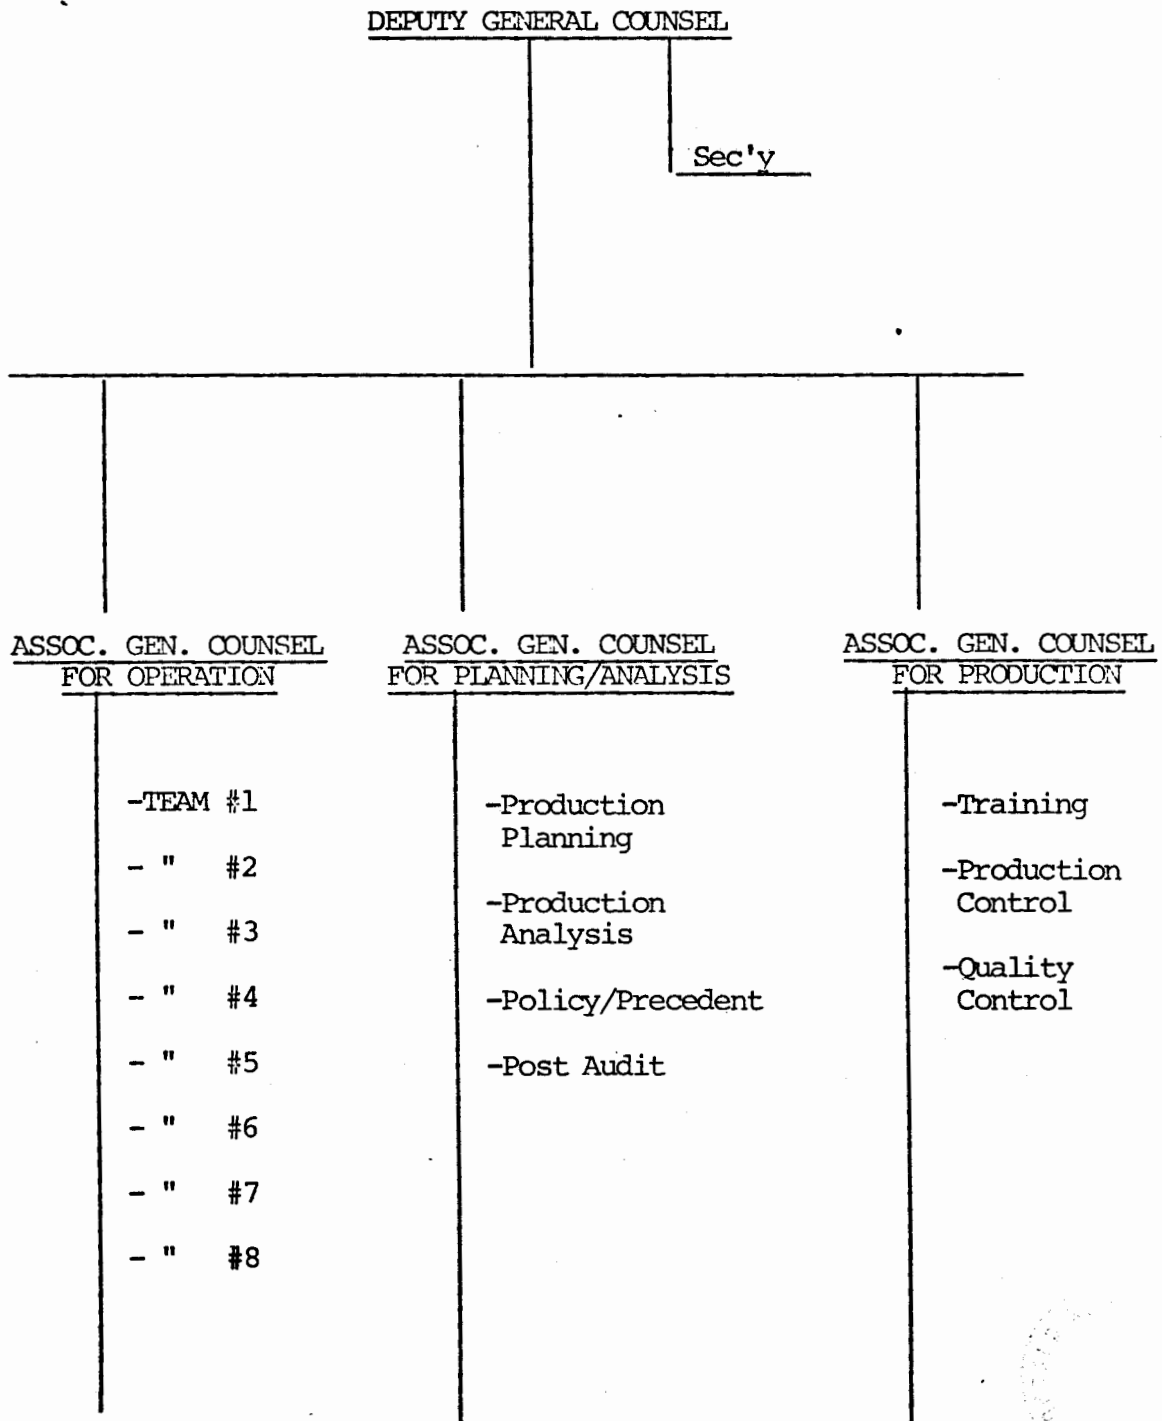 DEPUTY GENERAL COUNSEL
Sec'y
ASSOC. GEN. COUNSEL
FOR OPERATION
-TEAM #1
- " #2
- " #3
- " #4
- " #5
- " #6
- " #7
- " #8
ASSOC. GEN. COUNSEL
FOR PLANNING/ANALYSIS
-Production
Planning
-Production
Analysis
-Policy/Precedent
-Post Audit
ASSOC. GEN. COUNSEL
FOR PRODUCTION
-Training
-Production
Control
-Quality
Control